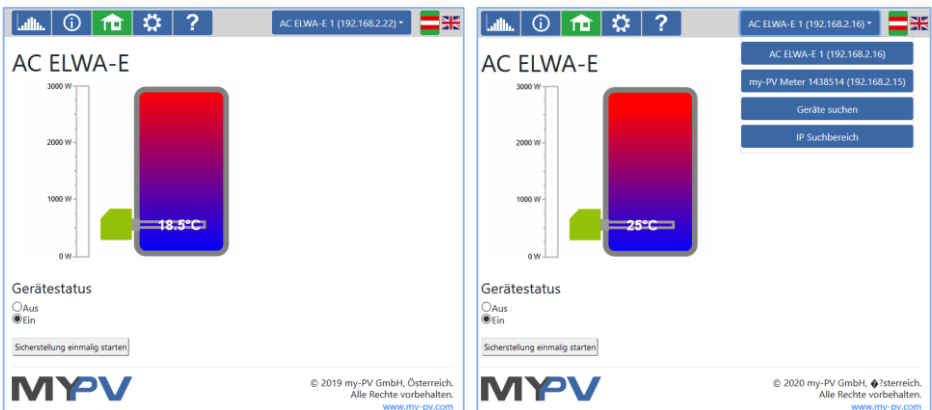 ? AC ELWA-E 1 (192.168.2.22)
AC ELWA-E
3000 W
2000 W
1000 W
18.5°C
0 W
Gerätestatus
Aus
Ein
Sicherstellung einmalig starten
MYPV
© 2019 my-PV GmbH, Österreich.
Alle Rechte vorbehalten.
www.my-pv.com
? AC ELWA-E 1 (192.168.2.16)
AC ELWA-E 1 (192.168.2.16)
my-PV Meter 1438514 (192.168.2.15)
Geräte suchen
IP Suchbereich
AC ELWA-E
3000 W
2000 W
1000 W
25°C
0 W
Gerätestatus
Aus
Ein
Sicherstellung einmalig starten
MYPV
© 2020 my-PV GmbH, �?sterreich.
Alle Rechte vorbehalten.
www.my-pv.com